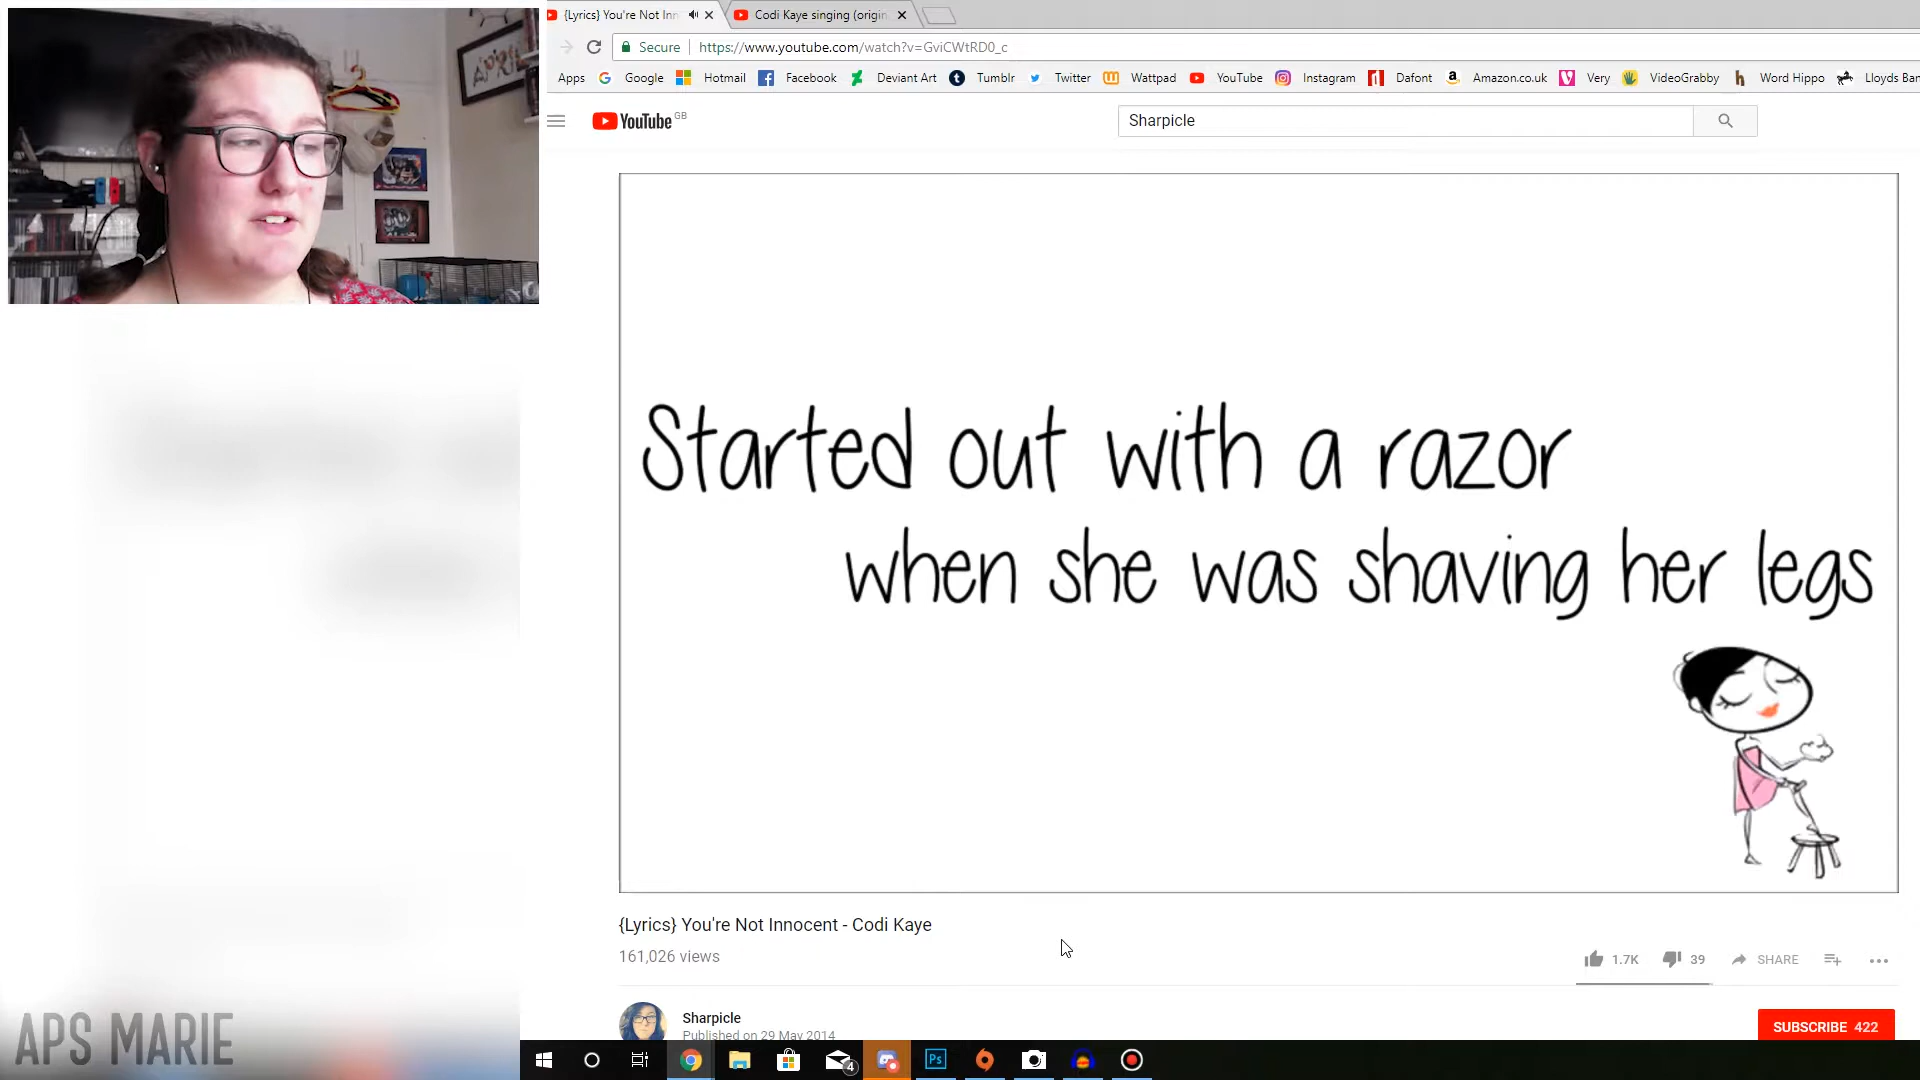 {Lyrics} You're Not Inn
Codi Kaye singing (origin
Secure
https://www.youtube.com/watch?v=GviCWtRD0_c
Apps Google Hotmail Facebook Deviant Art Tumblr Twitter Wattpad YouTube Instagram Dafont Amazon.co.uk Very VideoGrabby Word Hippo Lloyds Ban
YouTube GB
Sharpicle
Started out with a razor
when she was shaving her legs
{Lyrics} You're Not Innocent - Codi Kaye
161,026 views
1.7K 39 SHARE
Sharpicle
Published on 29 May 2014
SUBSCRIBE 422
APS MARIE
4
Ps